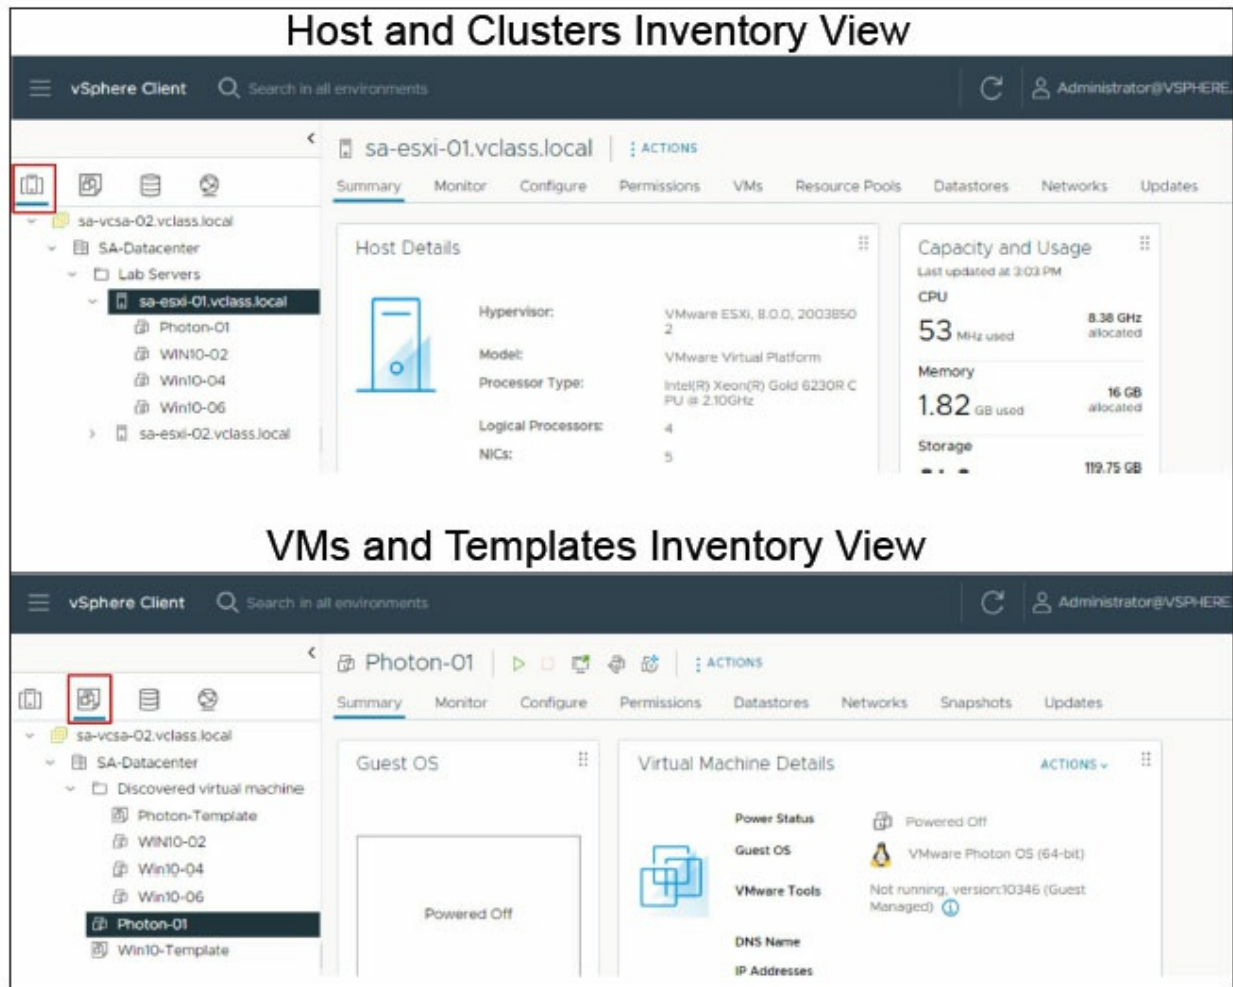 Host and Clusters Inventory View
vSphere Client Search in all environments Administrator@VSPHERE.
sa-esxi-01.vclass.local ACTIONS
Summary Monitor Configure Permissions VMs Resource Pools Datastores Networks Updates
sa-vcsa-02.vclass.local
SA-Datacenter
Lab Servers
sa-esxi-01.vclass.local
Photon-01
WIN10-02
Win10-04
Win10-06
sa-esxi-02.vclass.local
Host Details
Hypervisor: VMware ESXi, 8.0.0, 2003850
2
Model: VMware Virtual Platform
Processor Type: Intel(R) Xeon(R) Gold 6230R C
PU @ 2.10GHz
Logical Processors: 4
NICs: 5
Capacity and Usage
Last updated at 3:03 PM
CPU
53 MHz used 8.38 GHz
allocated
Memory
1.82 GB used 16 GB
allocated
Storage
119.75 GB
VMs and Templates Inventory View
vSphere Client Search in all environments Administrator@VSPHERE.
Photon-01 ACTIONS
Summary Monitor Configure Permissions Datastores Networks Snapshots Updates
sa-vcsa-02.vclass.local
SA-Datacenter
Discovered virtual machine
Photon-Template
WIN10-02
Win10-04
Win10-06
Photon-01
Win10-Template
Guest OS
Powered Off
Virtual Machine Details ACTIONS
Power Status Powered Off
Guest OS VMware Photon OS (64-bit)
VMware Tools Not running, version:10346 (Guest
Managed)
DNS Name
IP Addresses